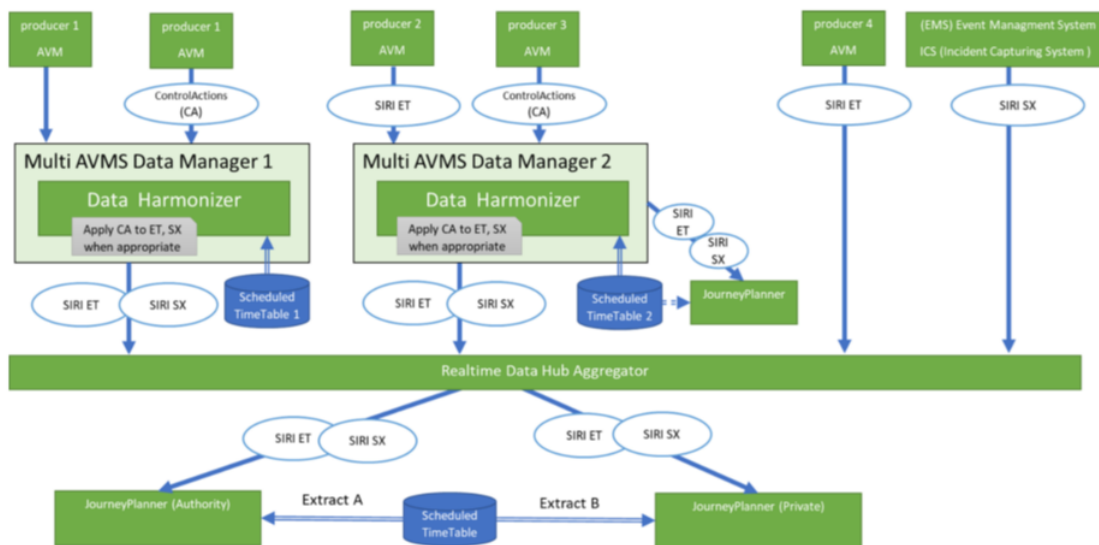 producer 1
AVM
producer 1
AVM
producer 2
AVM
producer 3
AVM
producer 4
AVM
(EMS) Event Managment System
ICS (Incident Capturing System )
ControlActions
(CA)
SIRI ET
ControlActions
(CA)
SIRI ET
SIRI SX
Multi AVMS Data Manager 1
Data Harmonizer
Apply CA to ET, SX
when appropriate
Multi AVMS Data Manager 2
Data Harmonizer
Apply CA to ET, SX
when appropriate
SIRI
ET
SIRI
SX
SIRI ET
SIRI SX
Scheduled
TimeTable 1
SIRI ET
SIRI SX
Scheduled
TimeTable 2
JourneyPlanner
Realtime Data Hub Aggregator
SIRI ET
SIRI SX
SIRI ET
SIRI SX
JourneyPlanner (Authority)
Extract A
Scheduled
TimeTable
Extract B
JourneyPlanner (Private)